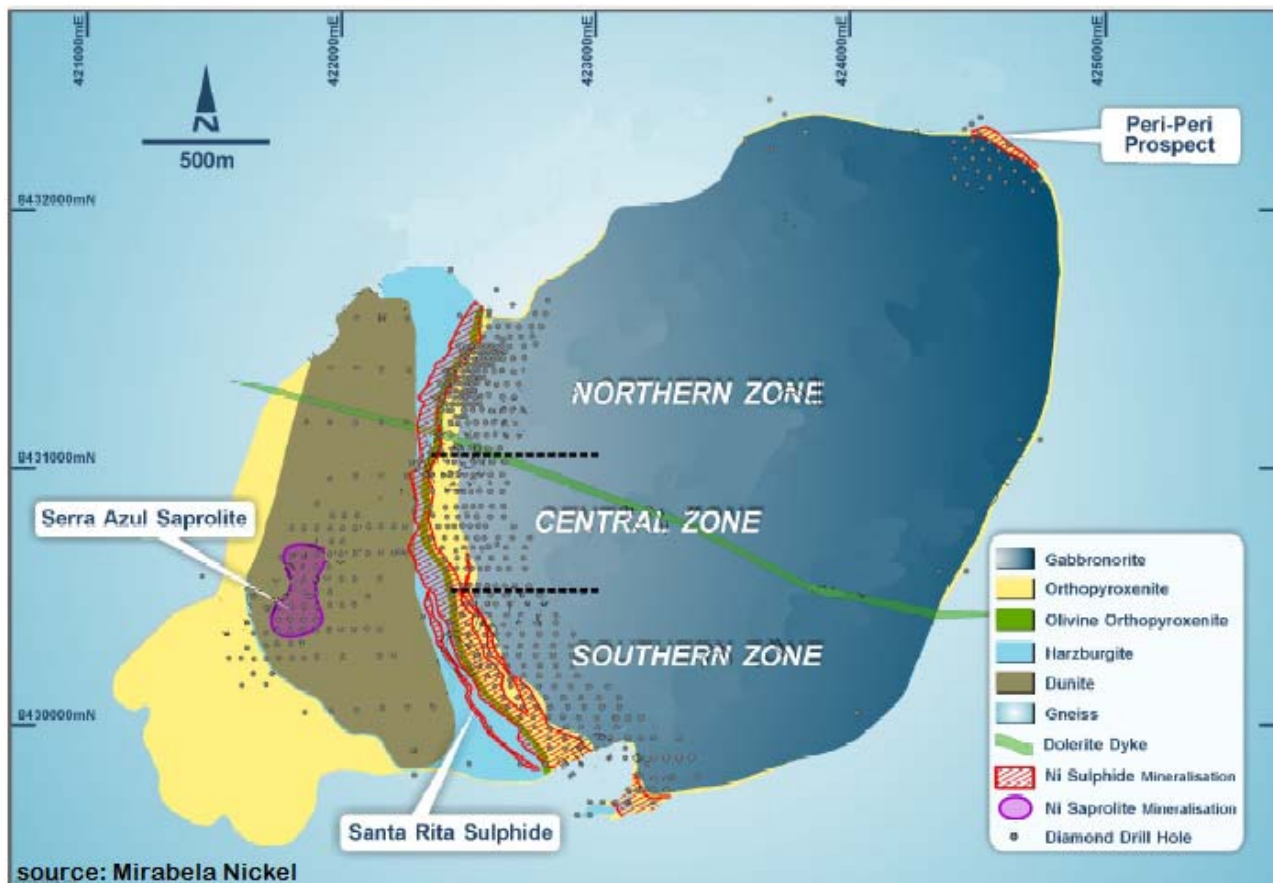 421000mE
422000mE
423000mE
424000mE
425000mE
N
500m
Peri-Peri
Prospect
8432000mN
NORTHERN ZONE
8431000mN
Serra Azul Saprolite
CENTRAL ZONE
SOUTHERN ZONE
8430000mN
Santa Rita Sulphide
Gabbronorite
Orthopyroxenite
Olivine Orthopyroxenite
Harzburgite
Dunite
Gneiss
Dolerite Dyke
Ni Sulphide Mineralisation
Ni Saprolite Mineralisation
Diamond Drill Hole
source: Mirabela Nickel